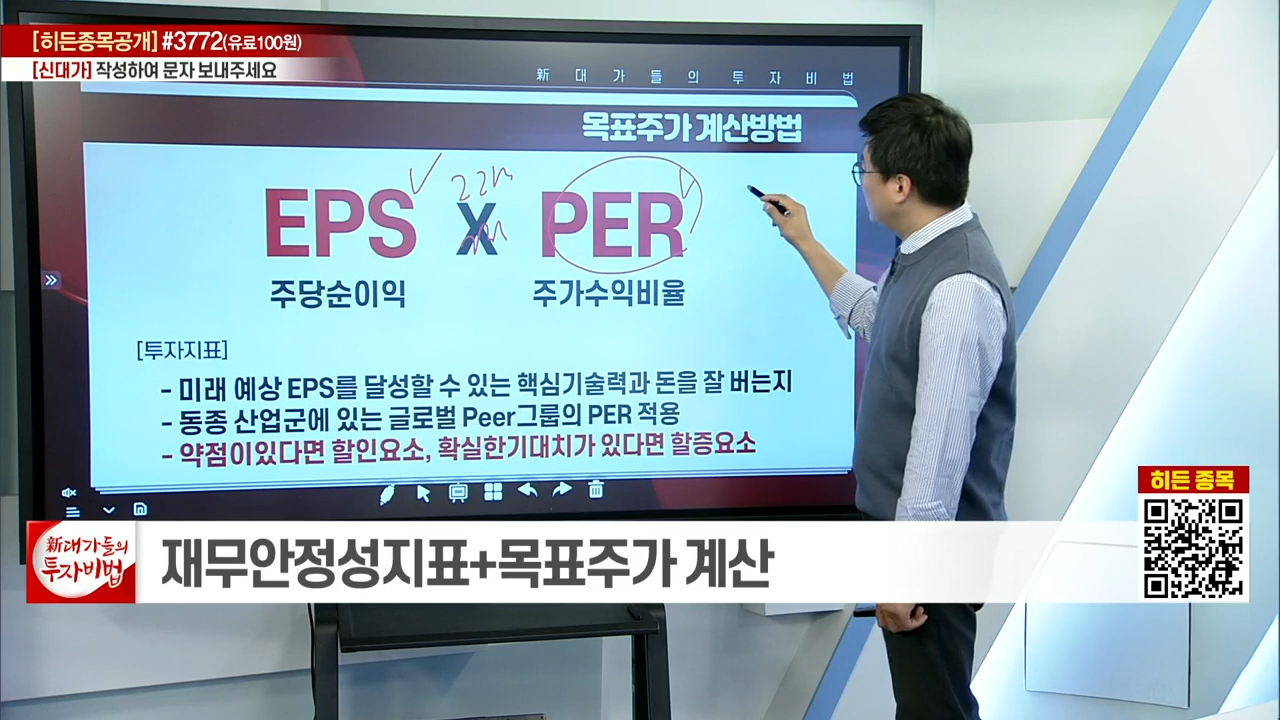 [히든종목공개] #3772(유료100원)
[신대가] 작성하여 문자 보내주세요
新 대 가 들 의 투 자 비 법
목표주가 계산방법
EPS X PER
주당순이익 주가수익비율
[투자지표]
- 미래 예상 EPS를 달성할 수 있는 핵심기술력과 돈을 잘 버는지
- 동종 산업군에 있는 글로벌 Peer그룹의 PER 적용
- 약점이있다면 할인요소, 확실한기대치가 있다면 할증요소
히든 종목
新대가들의
투자비법
재무안정성지표+목표주가 계산